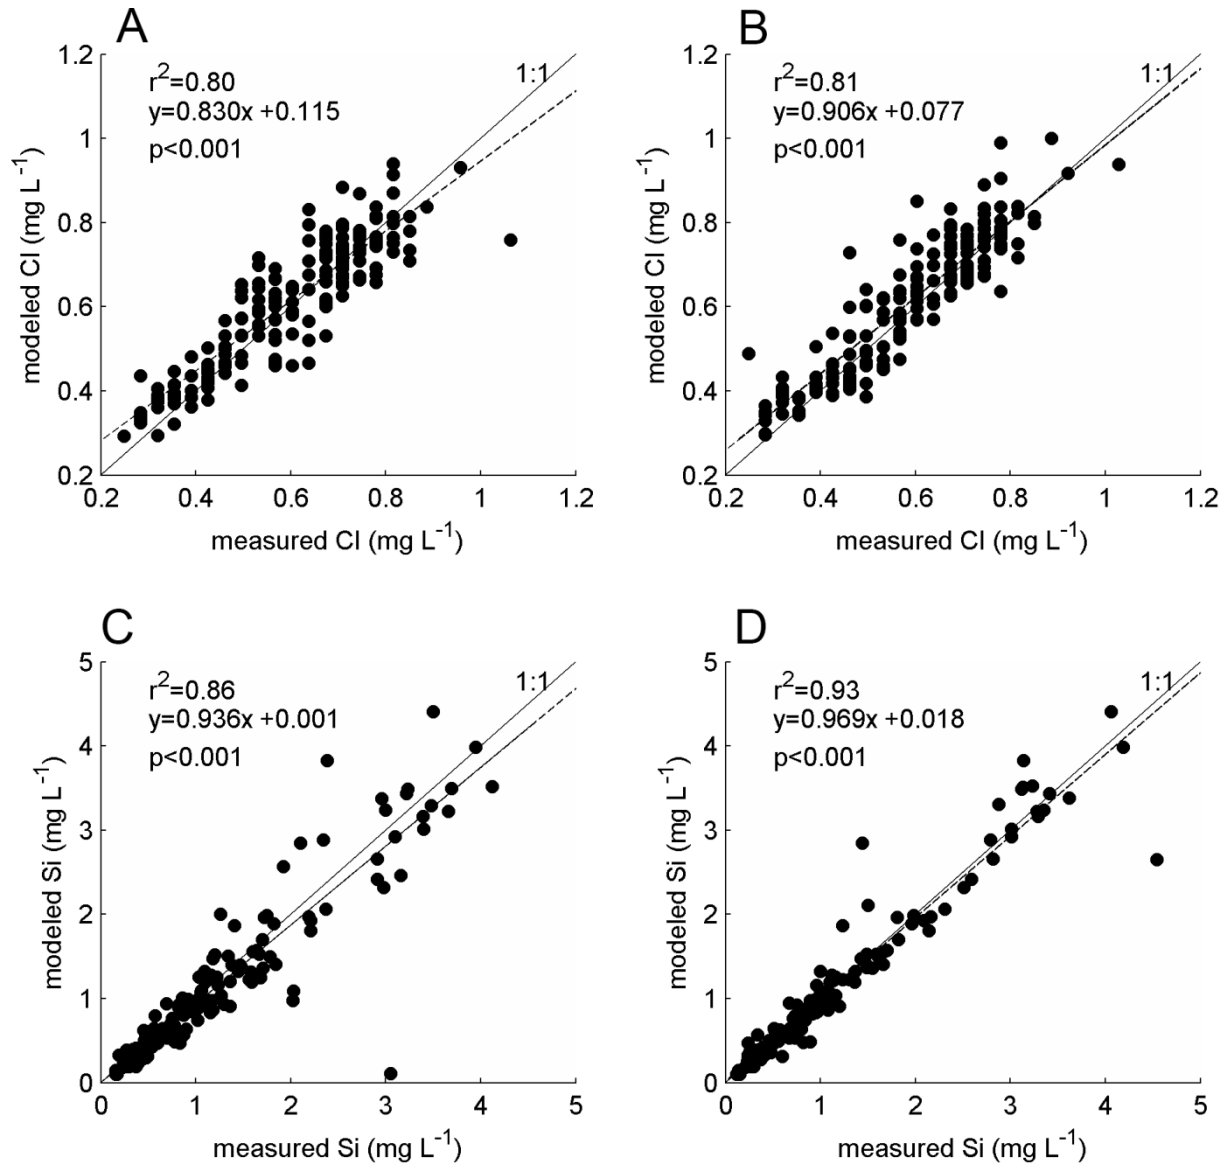 A
1.2
1
0.8
0.6
0.4
0.2
r²=0.80
y=0.830x +0.115
p<0.001
1:1
modeled Cl (mg L⁻¹)
0.2 0.4 0.6 0.8 1 1.2
measured Cl (mg L⁻¹)
B
1.2
1
0.8
0.6
0.4
0.2
r²=0.81
y=0.906x +0.077
p<0.001
1:1
modeled Cl (mg L⁻¹)
0.2 0.4 0.6 0.8 1 1.2
measured Cl (mg L⁻¹)
C
5
4
3
2
1
0
r²=0.86
y=0.936x +0.001
p<0.001
1:1
modeled Si (mg L⁻¹)
0 1 2 3 4 5
measured Si (mg L⁻¹)
D
5
4
3
2
1
0
r²=0.93
y=0.969x +0.018
p<0.001
1:1
modeled Si (mg L⁻¹)
0 1 2 3 4 5
measured Si (mg L⁻¹)